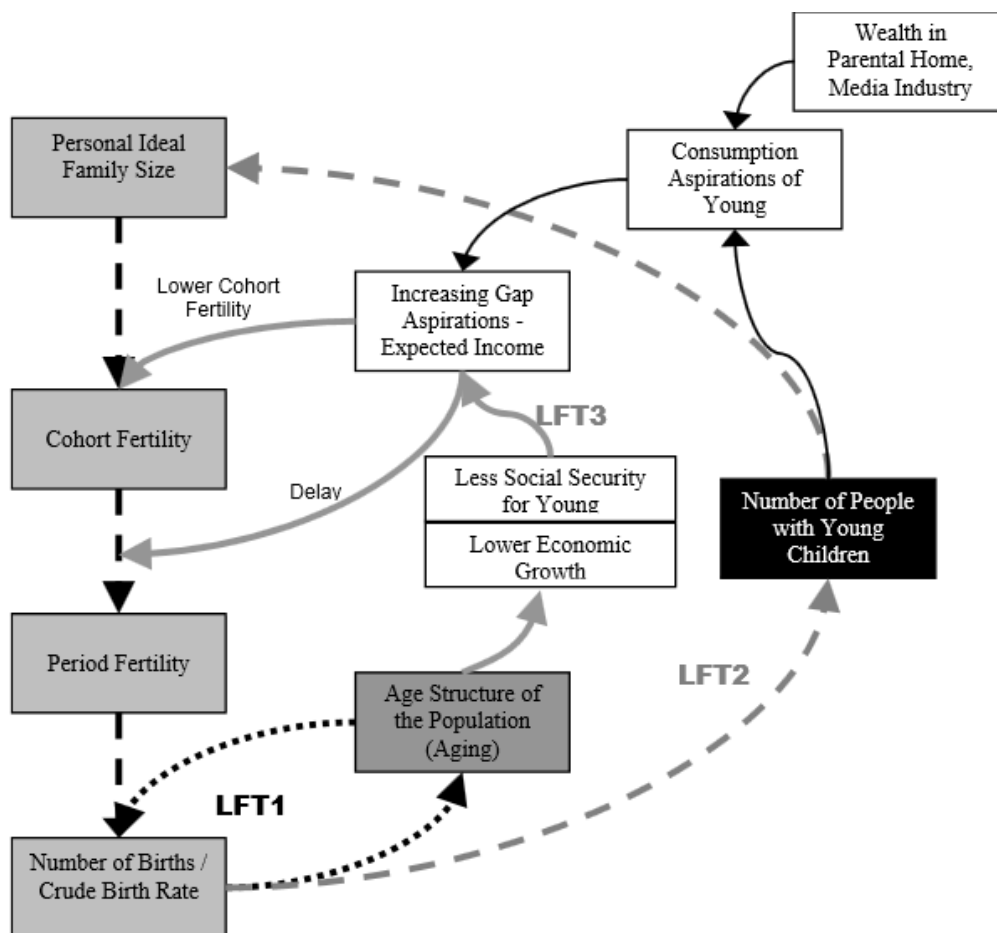 Wealth in
Parental Home,
Media Industry
Personal Ideal
Family Size
Consumption
Aspirations of
Young
Lower Cohort
Fertility
Increasing Gap
Aspirations -
Expected Income
Cohort Fertility
LFT3
Delay
Less Social Security
for Young
Lower Economic
Growth
Number of People
with Young
Children
Period Fertility
LFT2
Age Structure of
the Population
(Aging)
LFT1
Number of Births /
Crude Birth Rate